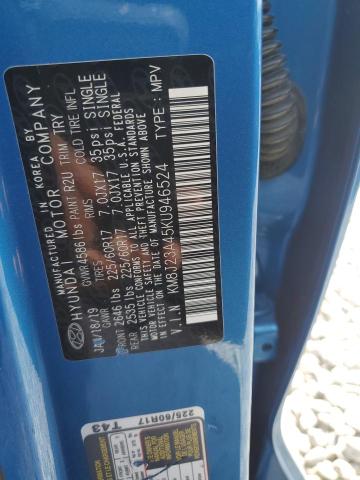 MANUFACTURED IN KOREA BY
HYUNDAI MOTOR COMPANY
JAN/18/19 GVWR 4586 lbs PAINT R2U TRIM TRY
TIRES RIMS COLD TIRE INFL
FRONT 2646 lbs 225/60R17 7.0JX17 35psi SINGLE
REAR 2535 lbs 225/60R17 7.0JX17 35psi SINGLE
THIS VEHICLE CONFORMS TO ALL APPLICABLE U.S.A. FEDERAL
MOTOR VEHICLE SAFETY, BUMPER, AND THEFT PREVENTION
STANDARDS IN EFFECT ON THE DATE OF MANUFACTURE SHOWN ABOVE
V.I.N KM8J23A45KU946524 TYPE : MPV
225/60R17
T43